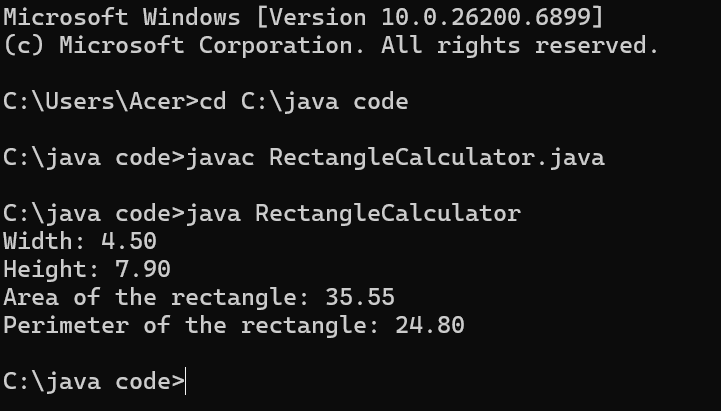 Microsoft Windows [Version 10.0.26200.6899]
(c) Microsoft Corporation. All rights reserved.
C:\Users\Acer>cd C:\java code
C:\java code>javac RectangleCalculator.java
C:\java code>java RectangleCalculator
Width: 4.50
Height: 7.90
Area of the rectangle: 35.55
Perimeter of the rectangle: 24.80
C:\java code>